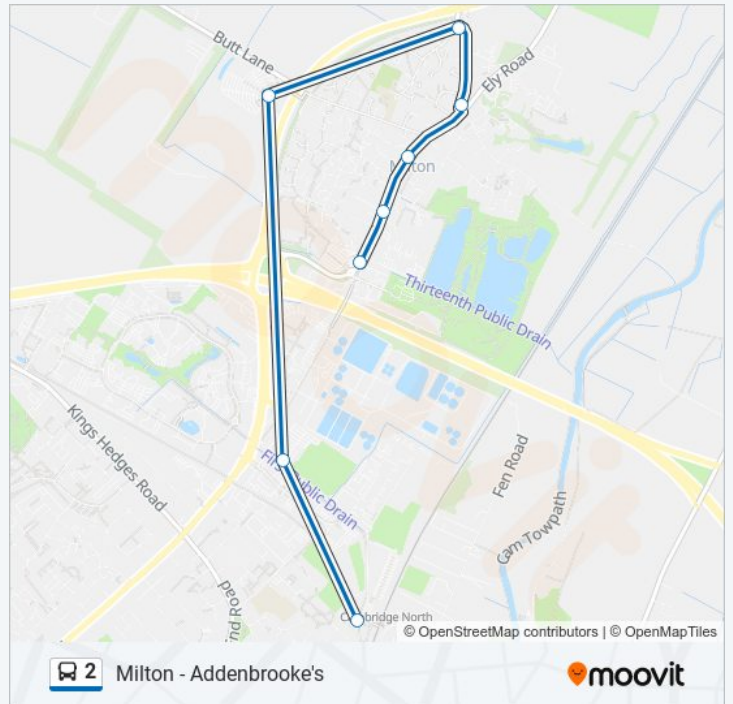 Butt Lane
Ely Road
Milton
Thirteenth Public Drain
Kings Hedges Road
First Public Drain
Fen Road
Cam Towpath
Cambridge North
© OpenStreetMap contributors | © OpenMapTiles
2 Milton - Addenbrooke's
moovit